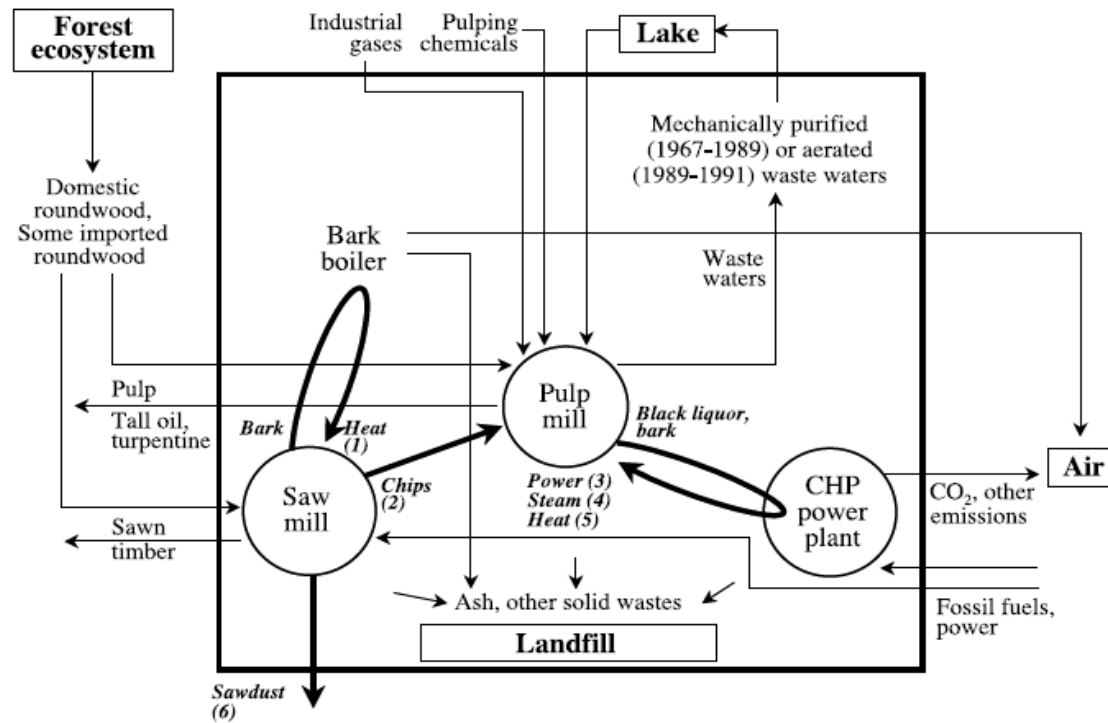 Forest
ecosystem
Industrial
gases
Pulping
chemicals
Lake
Mechanically purified
(1967-1989) or aerated
(1989-1991) waste waters
Domestic
roundwood,
Some imported
roundwood
Bark
boiler
Waste
waters
Pulp
Tall oil,
turpentine
Bark
Heat
(1)
Pulp
mill
Black liquor,
bark
Chips
(2)
Power (3)
Steam (4)
Heat (5)
Saw
mill
CHP
power
plant
Air
CO₂, other
emissions
Sawn
timber
Ash, other solid wastes
Fossil fuels,
power
Landfill
Sawdust
(6)